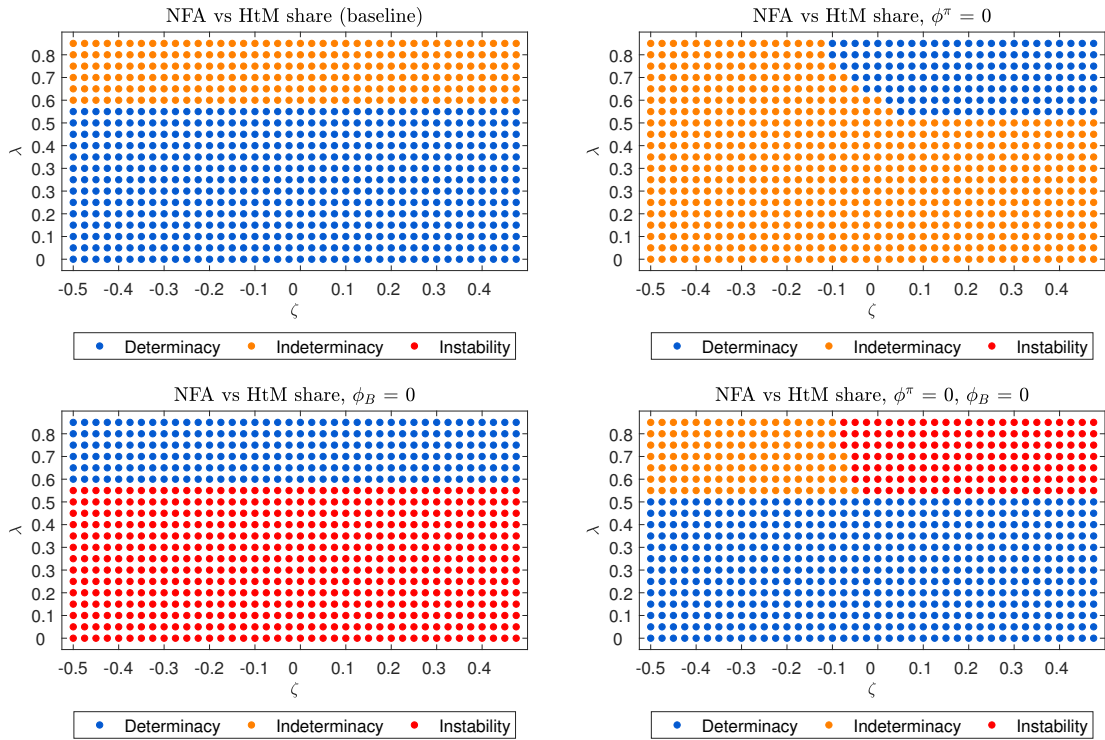 NFA vs HtM share (baseline)
0.8
0.7
0.6
0.5
0.4
0.3
0.3
0.2
0.1
0
λ
-0.5 -0.4 -0.3 -0.2 -0.1 0 0.1 0.2 0.3 0.4
ζ
Determinacy Indeterminacy Instability
NFA vs HtM share, ϕ^π = 0
0.8
0.7
0.6
0.5
0.4
0.3
0.3
0.2
0.1
0
λ
-0.5 -0.4 -0.3 -0.2 -0.1 0 0.1 0.2 0.3 0.4
ζ
Determinacy Indeterminacy Instability
NFA vs HtM share, ϕ_B = 0
0.8
0.7
0.6
0.5
0.4
0.3
0.3
0.2
0.1
0
λ
-0.5 -0.4 -0.3 -0.2 -0.1 0 0.1 0.2 0.3 0.4
ζ
Determinacy Indeterminacy Instability
NFA vs HtM share, ϕ^π = 0, ϕ_B = 0
0.8
0.7
0.6
0.5
0.4
0.3
0.3
0.2
0.1
0
λ
-0.5 -0.4 -0.3 -0.2 -0.1 0 0.1 0.2 0.3 0.4
ζ
Determinacy Indeterminacy Instability